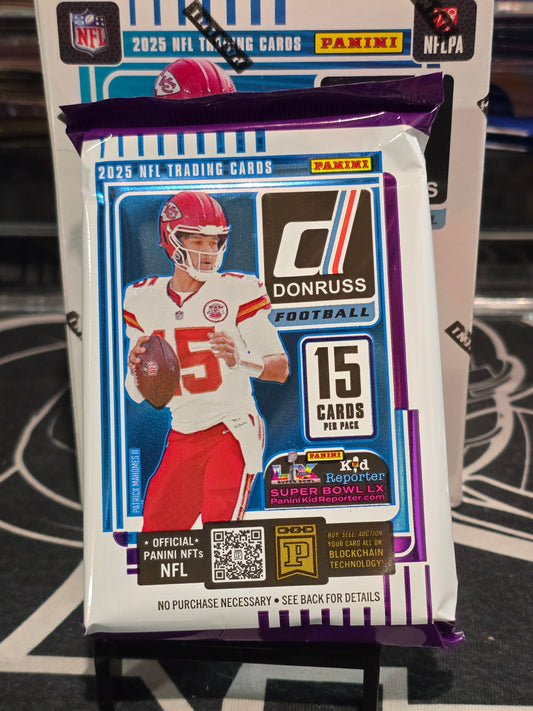 NFL
2025 NFL TRADING CARDS
PANINI
NFLPA
2025 NFL TRADING CARDS
PANINI
DONRUSS
FOOTBALL
15
15
CARDS
PER PACK
PATRICK MAHOMES II
PANINI
LX
Kid
Reporter
SUPER BOWL LX
PaniniKidReporter.com
★ OFFICIAL ★
PANINI NFTs
NFL
P
BUY, SELL, AUCTION
YOUR CARD ALL ON
BLOCKCHAIN
TECHNOLOGY!
NO PURCHASE NECESSARY • SEE BACK FOR DETAILS